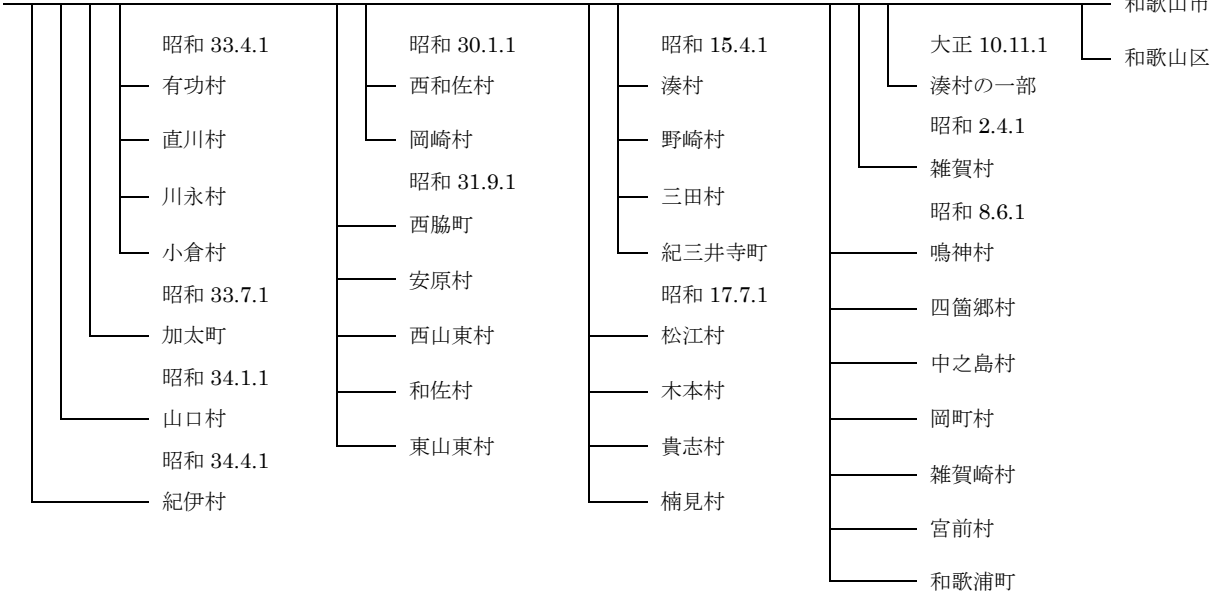 和歌山市
和歌山区
昭和 33.4.1
有功村
直川村
川永村
小倉村
昭和 33.7.1
加太町
昭和 34.1.1
山口村
昭和 34.4.1
紀伊村
昭和 30.1.1
西和佐村
岡崎村
昭和 31.9.1
西脇町
安原村
西山東村
和佐村
東山東村
昭和 15.4.1
湊村
野崎村
三田村
紀三井寺町
昭和 17.7.1
松江村
木本村
貴志村
楠見村
大正 10.11.1
湊村の一部
昭和 2.4.1
雑賀村
昭和 8.6.1
鳴神村
四箇郷村
中之島村
岡町村
雑賀崎村
宮前村
和歌浦町